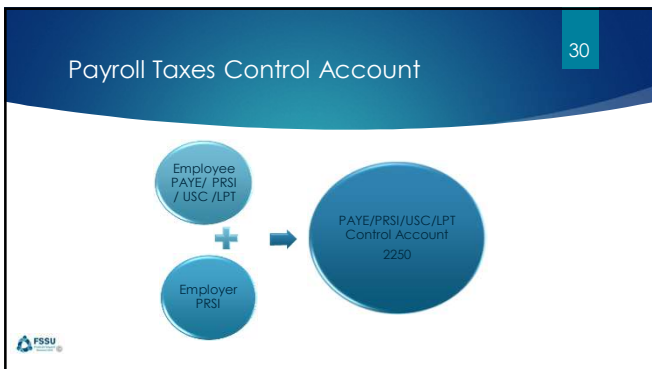 30
Payroll Taxes Control Account
Employee
PAYE/ PRSI
/ USC /LPT
PAYE/PRSI/USC/LPT
Control Account
2250
Employer
PRSI
FSSU